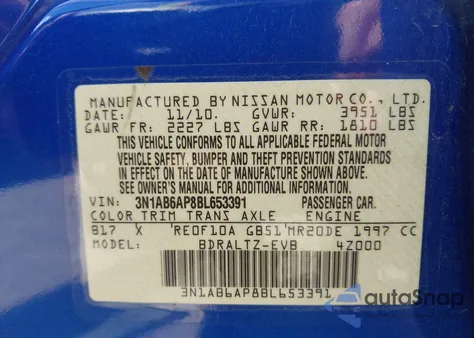 MANUFACTURED BY NISSAN MOTOR CO., LTD.
DATE: 11/10. GVWR: 3951 LBS
GAWR FR: 2227 LBS GAWR RR: 1810 LBS
THIS VEHICLE CONFORMS TO ALL APPLICABLE FEDERAL MOTOR
VEHICLE SAFETY, BUMPER AND THEFT PREVENTION STANDARDS
IN EFFECT ON THE DATE OF MANUFACTURE SHOWN ABOVE.
SEE OWNER'S MANUAL FOR ADDITIONAL INFORMATION.
VIN: 3N1AB6AP8BL653391 PASSENGER CAR.
COLOR TRIM TRANS AXLE ENGINE
B17 X RE0F10A GB51 MR20DE 1997 CC
BDRALTZ-EVB 4Z000
3N1AB6AP8BL653391
autoSnap